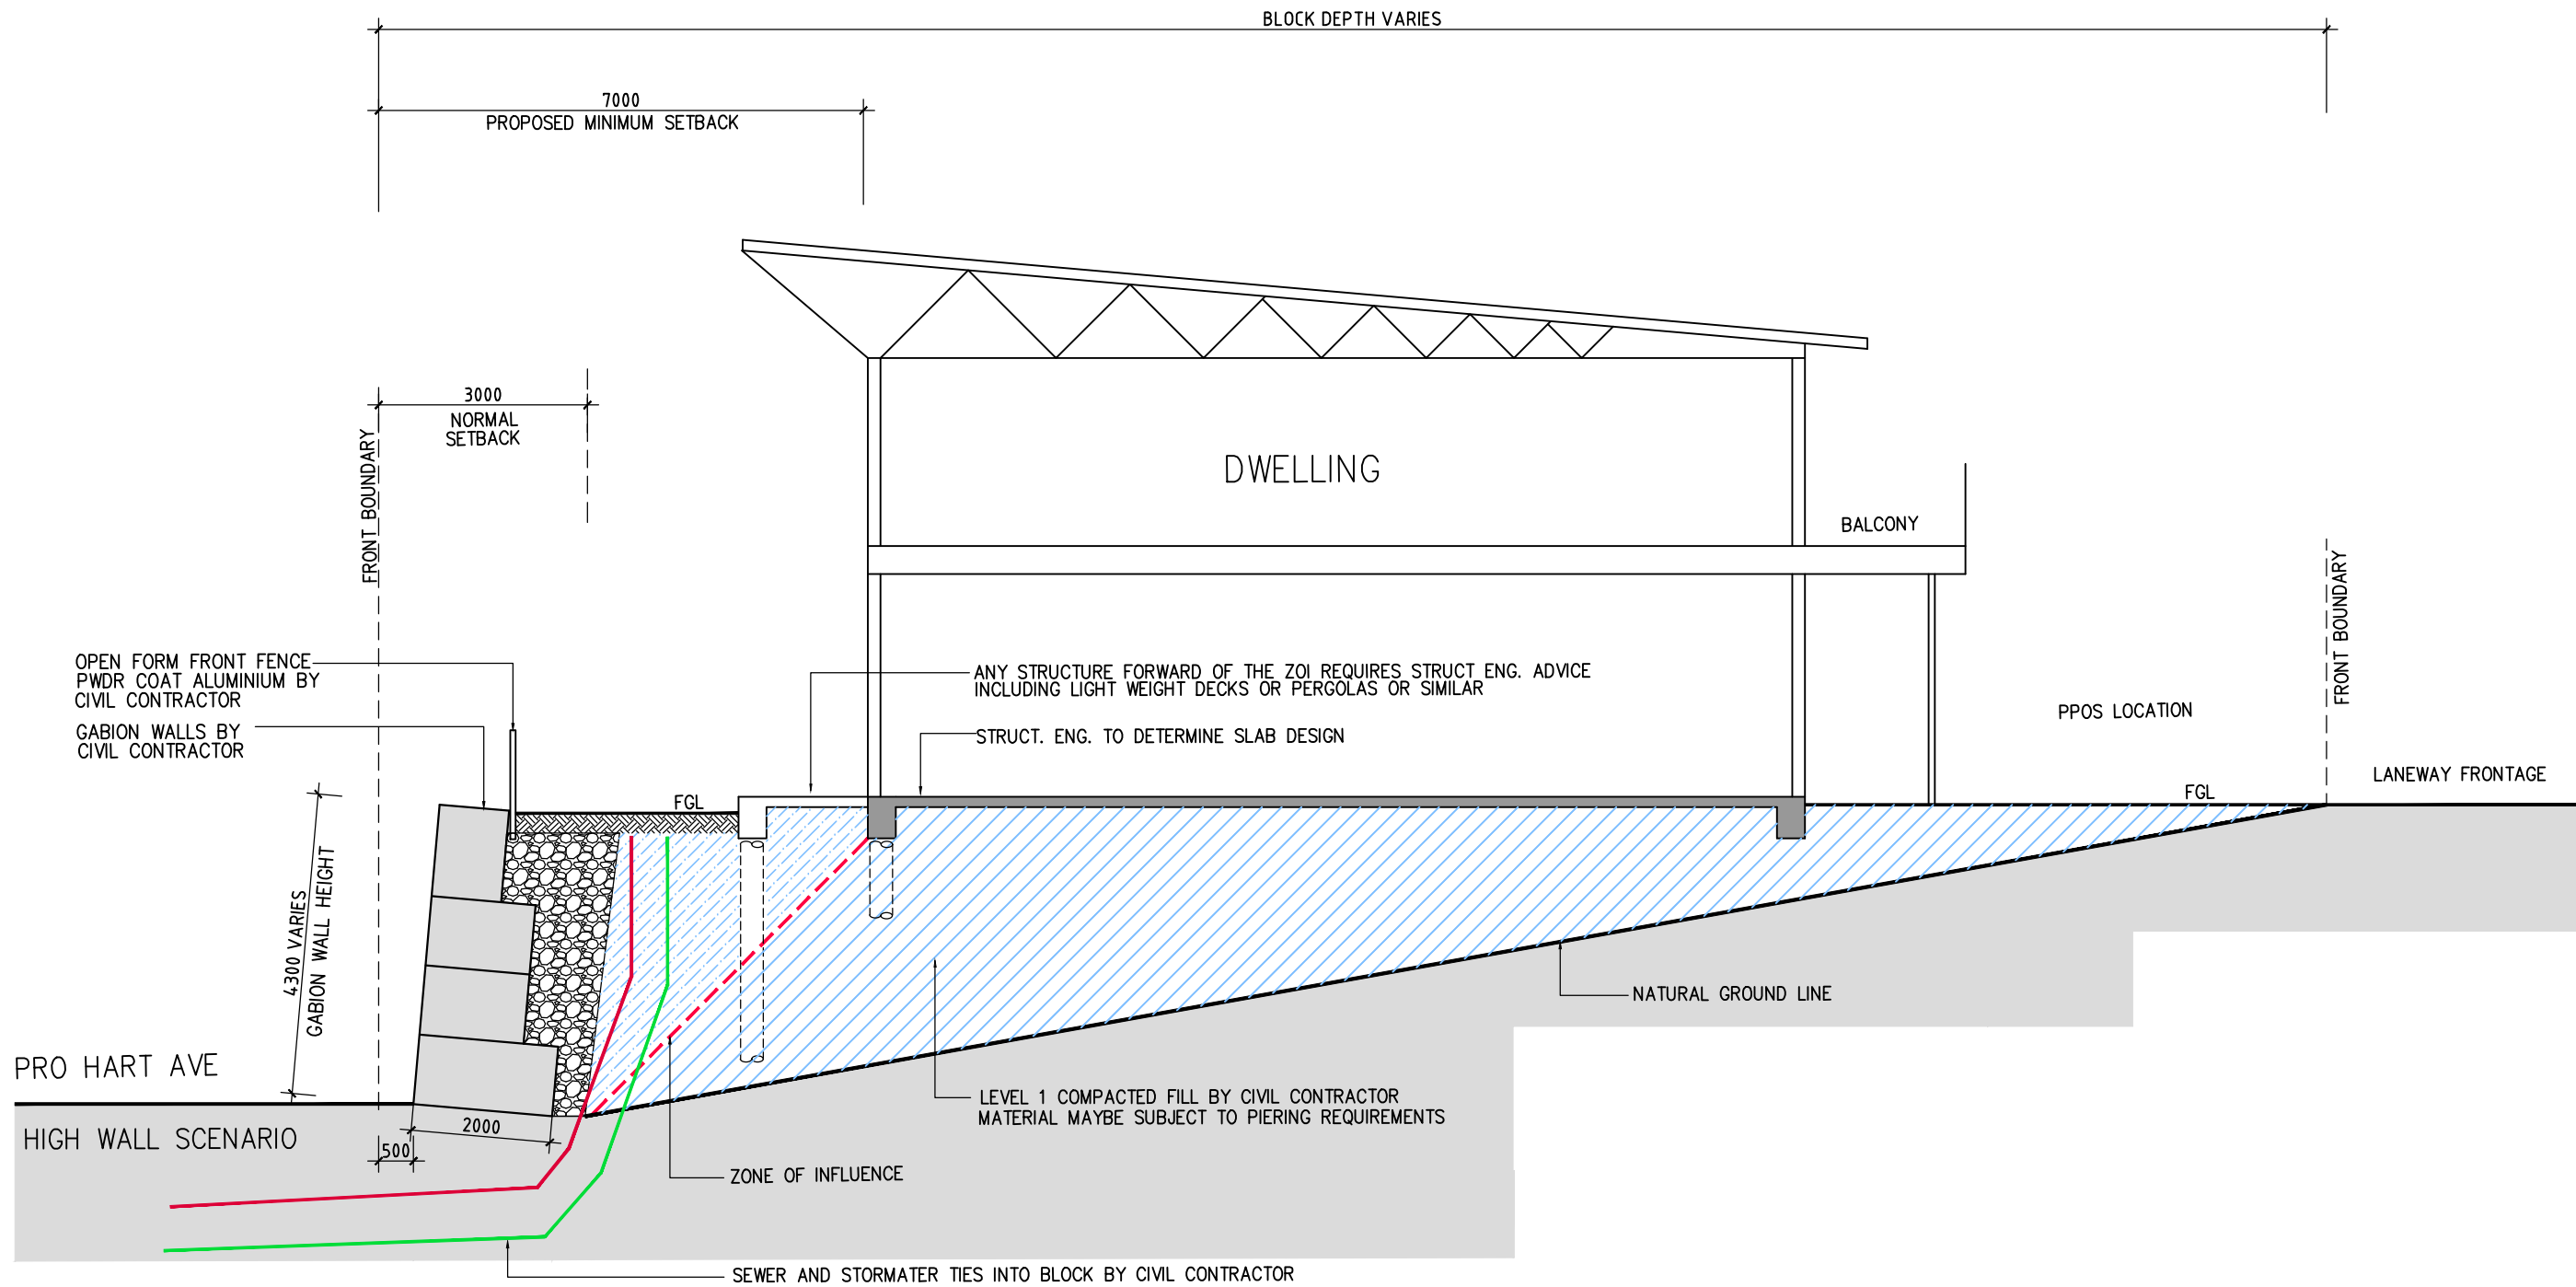 BLOCK DEPTH VARIES
7000
PROPOSED MINIMUM SETBACK
3000
NORMAL
SETBACK
FRONT BOUNDARY
DWELLING
BALCONY
FRONT BOUNDARY
OPEN FORM FRONT FENCE
PWDR COAT ALUMINIUM BY
CIVIL CONTRACTOR
GABION WALLS BY
CIVIL CONTRACTOR
ANY STRUCTURE FORWARD OF THE ZOI REQUIRES STRUCT ENG. ADVICE
INCLUDING LIGHT WEIGHT DECKS OR PERGOLAS OR SIMILAR
STRUCT. ENG. TO DETERMINE SLAB DESIGN
PPOS LOCATION
LANEWAY FRONTAGE
FGL
FGL
4300 VARIES
GABION WALL HEIGHT
NATURAL GROUND LINE
PRO HART AVE
HIGH WALL SCENARIO
2000
500
LEVEL 1 COMPACTED FILL BY CIVIL CONTRACTOR
MATERIAL MAYBE SUBJECT TO PIERING REQUIREMENTS
ZONE OF INFLUENCE
SEWER AND STORMATER TIES INTO BLOCK BY CIVIL CONTRACTOR